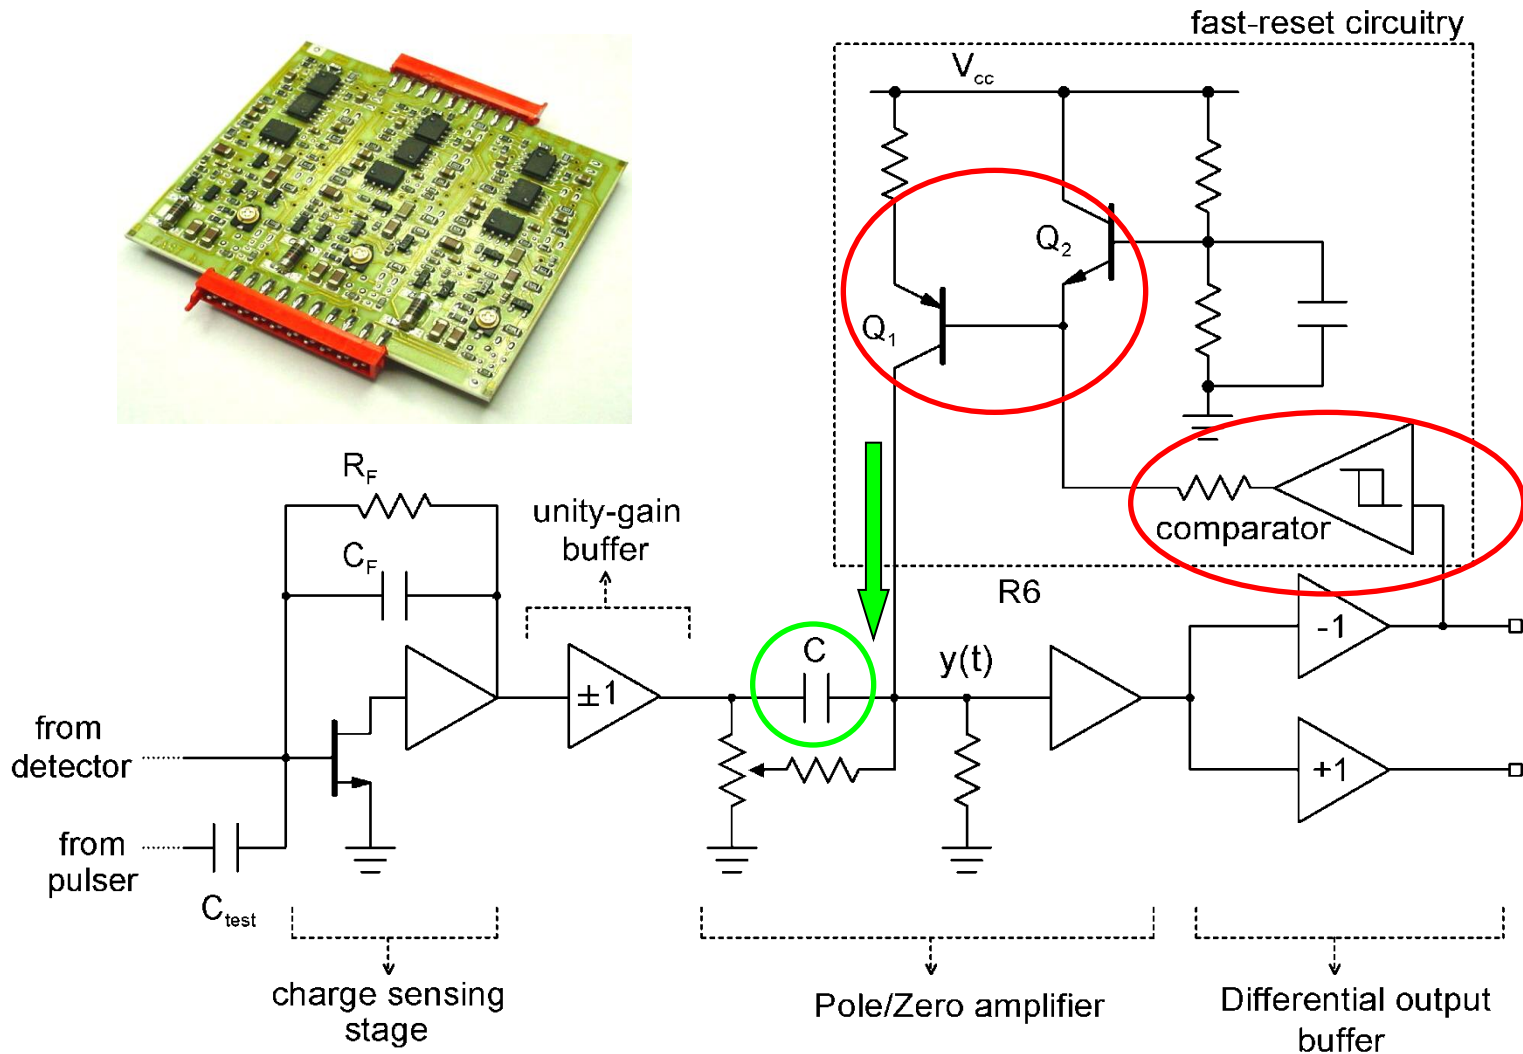 fast-reset circuitry
Vcc
Q2
Q1
RF
unity-gain
buffer
comparator
CF
R6
-1
C
y(t)
±1
from
detector
+1
from
pulser
Ctest
charge sensing
stage
Pole/Zero amplifier
Differential output
buffer